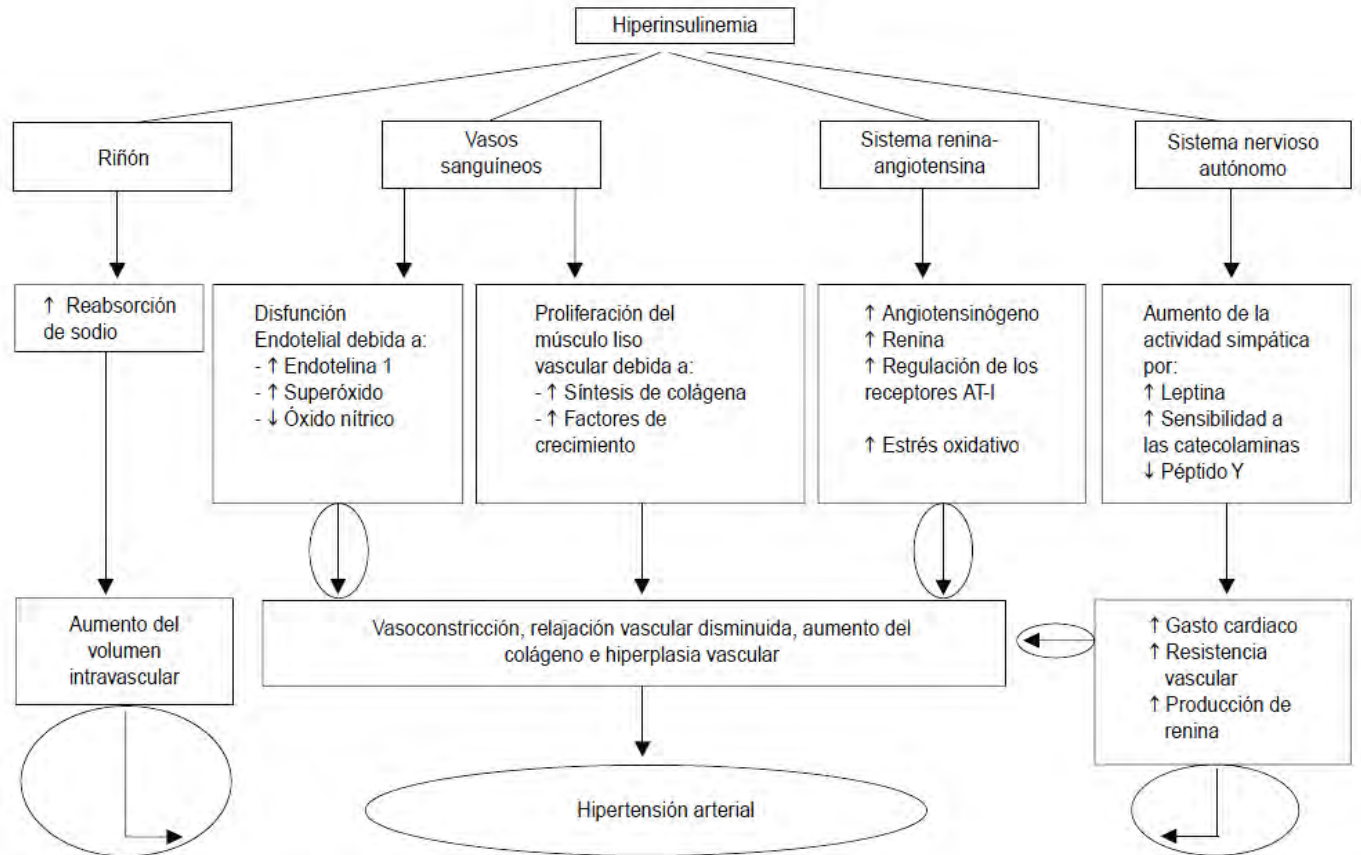 Hiperinsulinemia
Riñón
Vasos
sanguíneos
Sistema renina-
angiotensina
Sistema nervioso
autónomo
↑ Reabsorción
de sodio
Disfunción
Endotelial debida a:
- ↑ Endotelina 1
- ↑ Superóxido
- ↓ Óxido nítrico
Proliferación del
músculo liso
vascular debida a:
- ↑ Síntesis de colágena
- ↑ Factores de
crecimiento
↑ Angiotensinógeno
↑ Renina
↑ Regulación de los
receptores AT-I
↑ Estrés oxidativo
Aumento de la
actividad simpática
por:
↑ Leptina
↑ Sensibilidad a
las catecolaminas
↓ Péptido Y
Aumento del
volumen
intravascular
Vasoconstricción, relajación vascular disminuida, aumento del
colágeno e hiperplasia vascular
↑ Gasto cardiaco
↑ Resistencia
vascular
↑ Producción de
renina
Hipertensión arterial